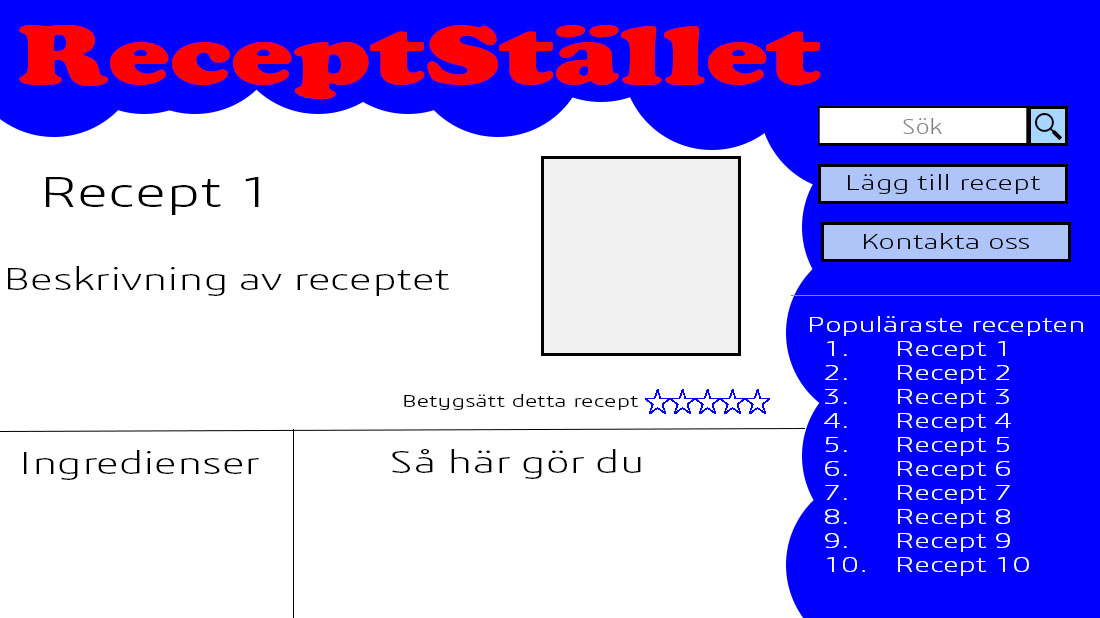 ReceptStället
Sök
Lägg till recept
Kontakta oss
Recept 1
Beskrivning av receptet
Betygsätt detta recept
Ingredienser
Så här gör du
Populäraste recepten
1. Recept 1
2. Recept 2
3. Recept 3
4. Recept 4
5. Recept 5
6. Recept 6
7. Recept 7
8. Recept 8
9. Recept 9
10. Recept 10